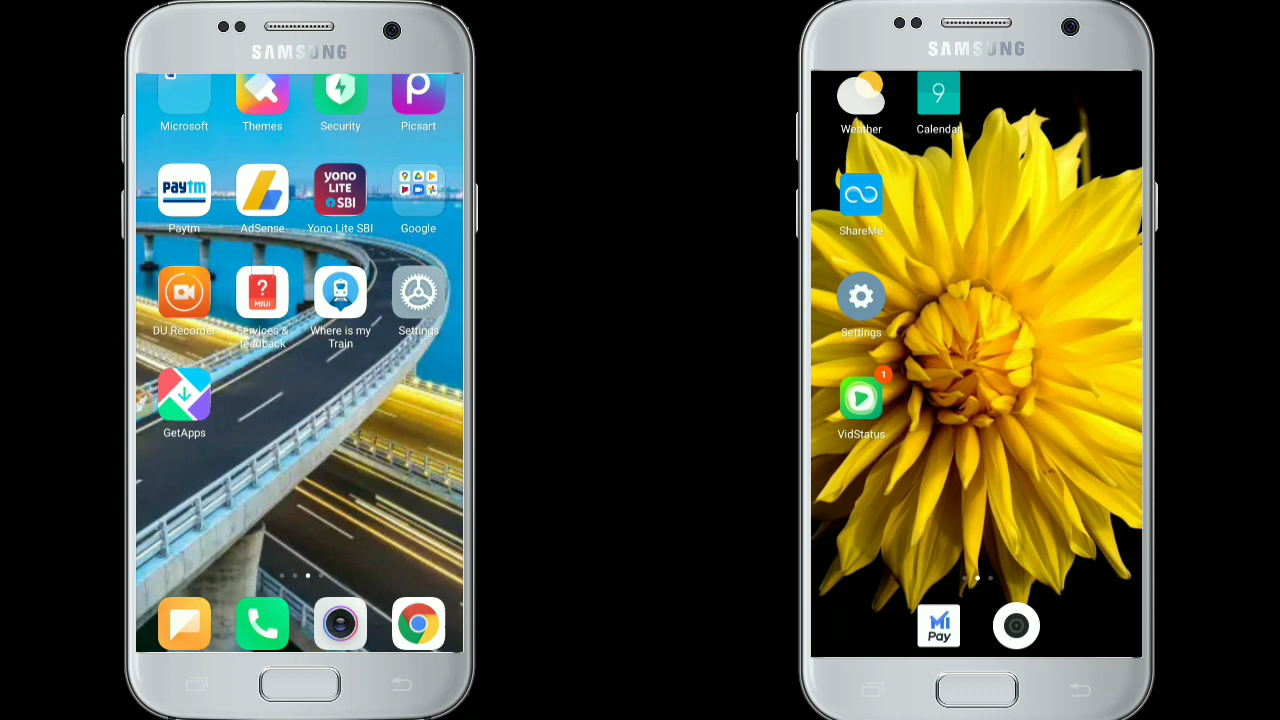 SAMSUNG
Microsoft
Themes
Security
Picsart
paytm
yono
LITE
SBI
Paytm
AdSense
Yono Lite SBI
Google
?
MIUI
DU Recorder
Services &
feedback
Where is my
Train
Settings
GetApps
SAMSUNG
9
Weather
Calendar
ShareMe
Settings
1
VidStatus
Mi
Pay